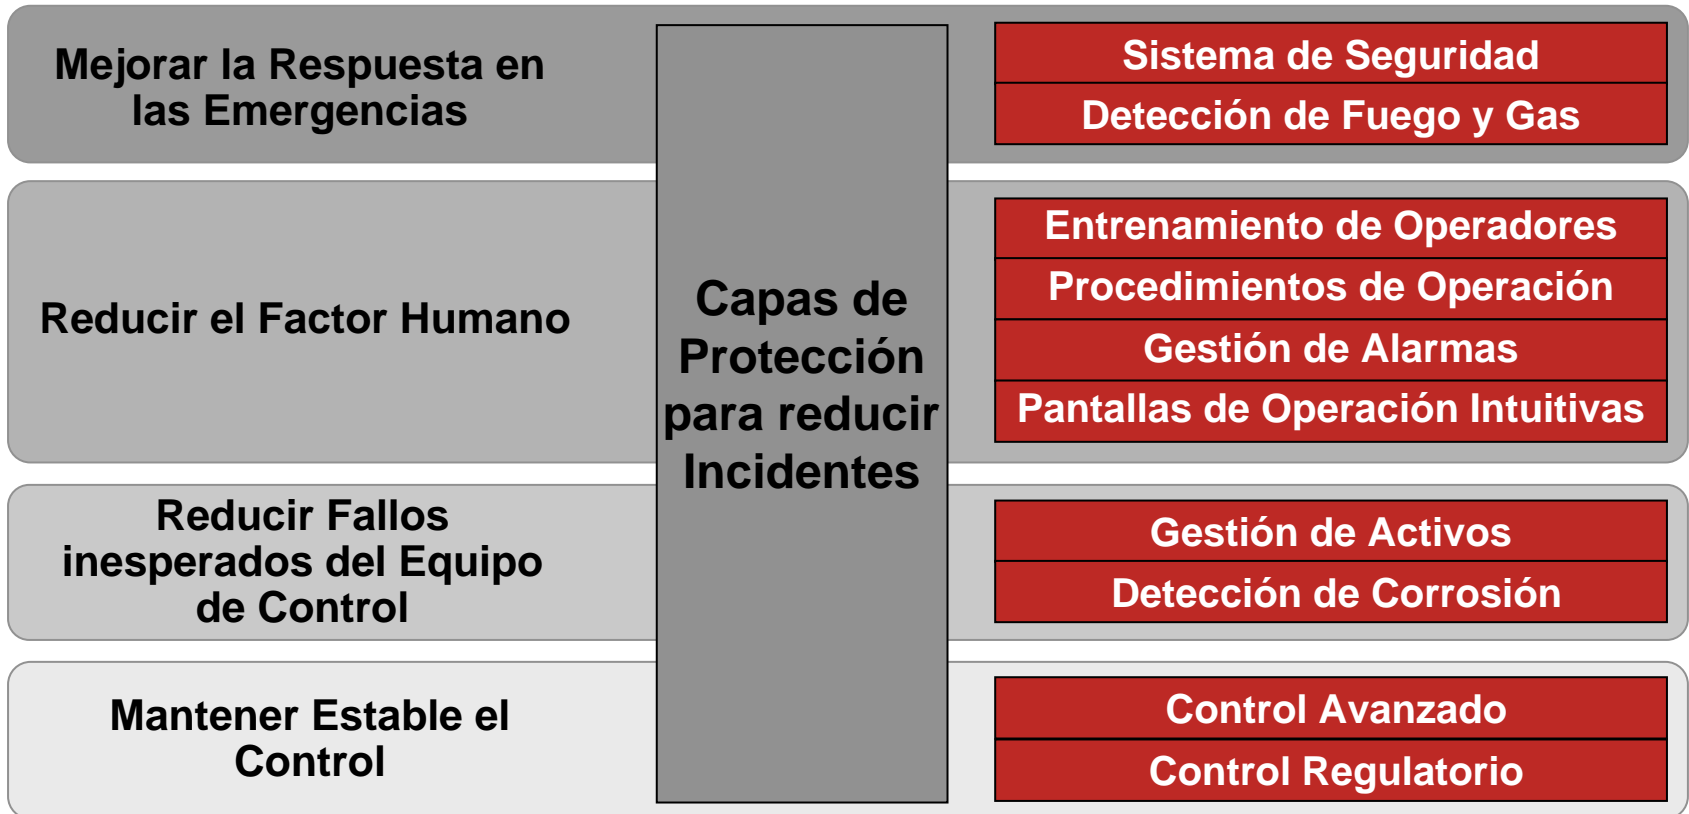 Mejorar la Respuesta en
las Emergencias
Sistema de Seguridad
Detección de Fuego y Gas
Reducir el Factor Humano
Capas de
Protección
para reducir
Incidentes
Entrenamiento de Operadores
Procedimientos de Operación
Gestión de Alarmas
Pantallas de Operación Intuitivas
Reducir Fallos
inesperados del Equipo
de Control
Gestión de Activos
Detección de Corrosión
Mantener Estable el
Control
Control Avanzado
Control Regulatorio